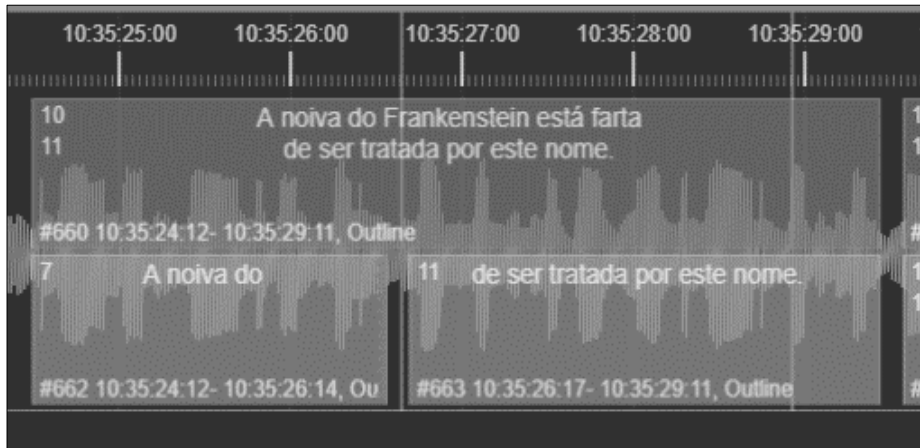 10:35:25:00 10:35:26:00 10:35:27:00 10:35:28:00 10:35:29:00
10 A noiva do Frankenstein está farta
11 de ser tratada por este nome.
#660 10:35:24:12- 10:35:29:11, Outline
7 A noiva do
11 de ser tratada por este nome.
#662 10:35:24:12- 10:35:26:14, Ou
#663 10:35:26:17- 10:35:29:11, Outline